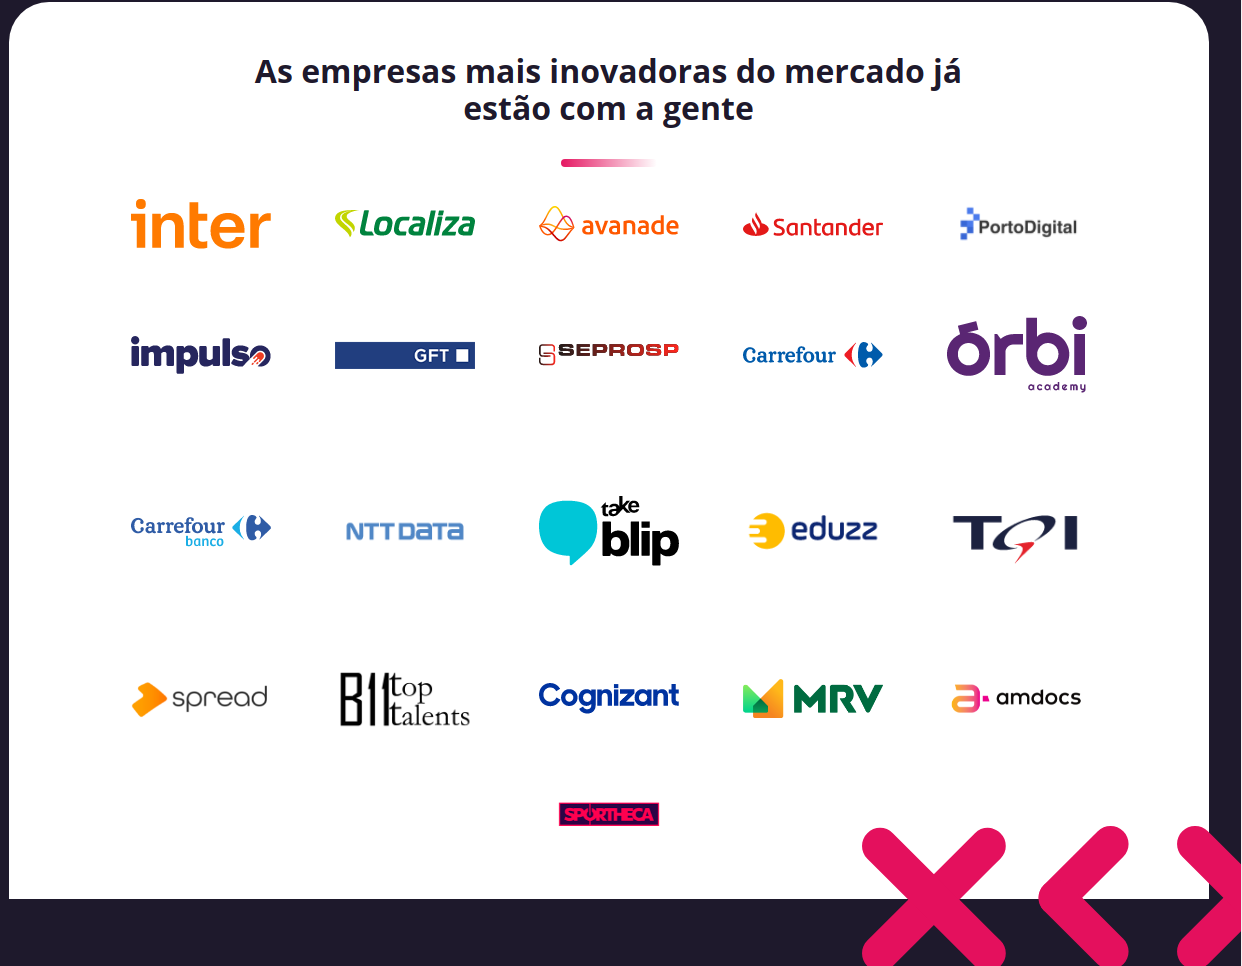 As empresas mais inovadoras do mercado já
estão com a gente
inter
Localiza
avanade
Santander
PortoDigital
impulso
GFT
SEPROSP
Carrefour
órbi
academy
Carrefour
banco
NTT DATA
take
blip
eduzz
TQI
spread
B11 top
talents
Cognizant
MRV
amdocs
SPORTHECA